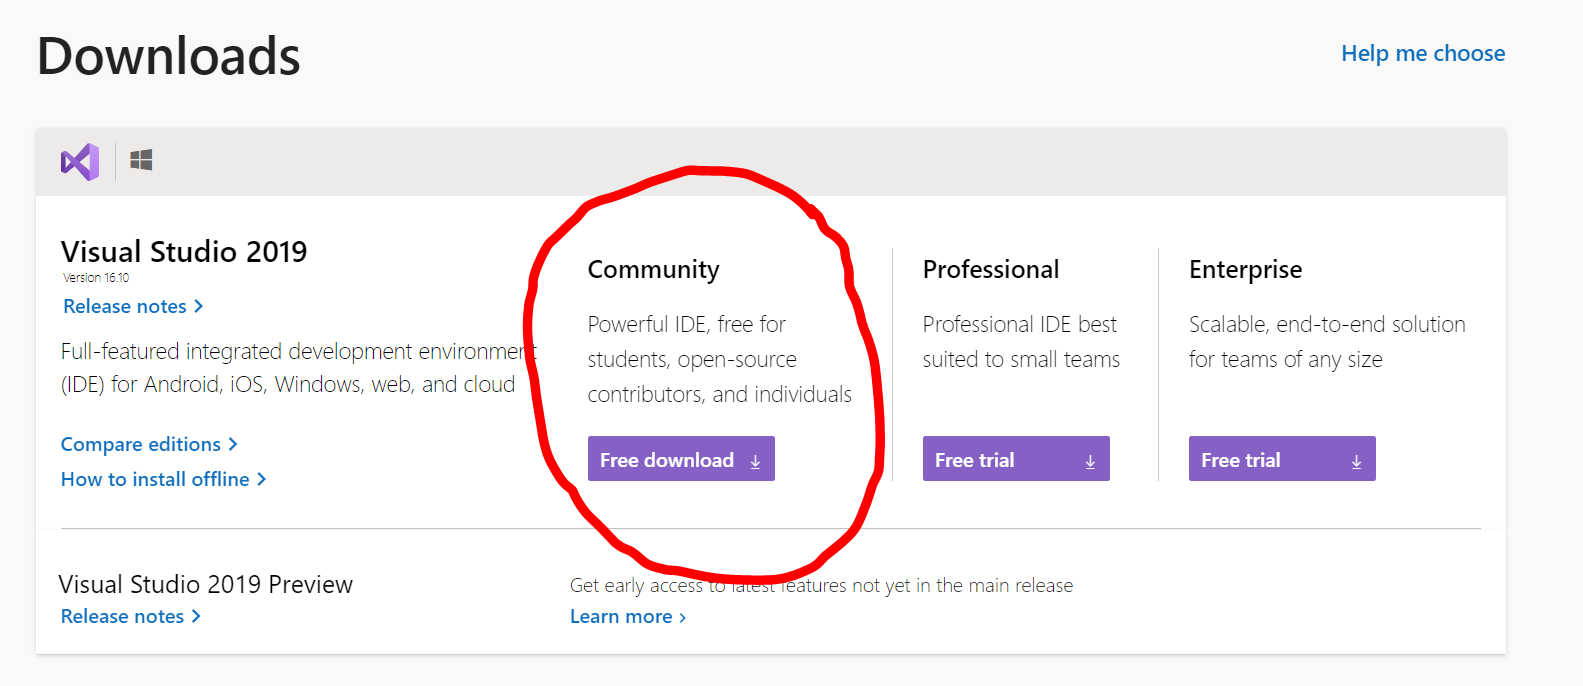 Downloads
Help me choose
Visual Studio 2019
Version 16.10
Release notes
Full-featured integrated development environment
(IDE) for Android, iOS, Windows, web, and cloud
Compare editions
How to install offline
Community
Powerful IDE, free for
students, open-source
contributors, and individuals
Free download
Professional
Professional IDE best
suited to small teams
Free trial
Enterprise
Scalable, end-to-end solution
for teams of any size
Free trial
Visual Studio 2019 Preview
Release notes
Get early access to latest features not yet in the main release
Learn more